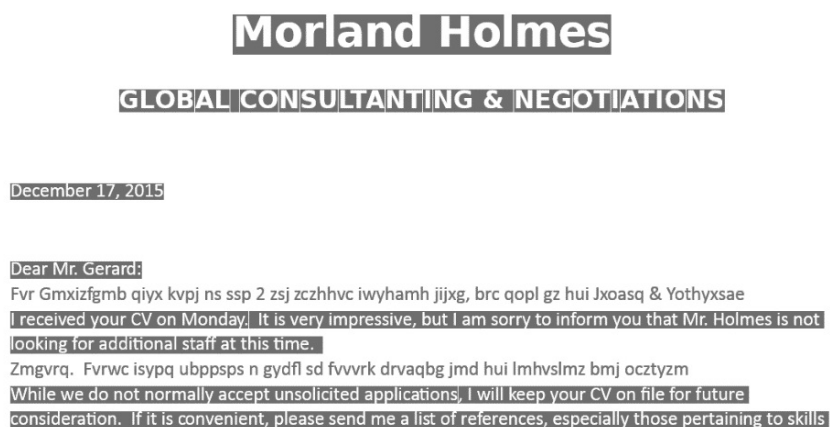 Morland Holmes
GLOBAL CONSULTANTING & NEGOTIATIONS
December 17, 2015
Dear Mr. Gerard:
Fvr Gmxizfgmb qiyx kvpj ns ssp 2 zsj zczhhvc iwyhamh jijxg, brc qopl gz hui Jxoasq & Yothyxsae
I received your CV on Monday.  It is very impressive, but I am sorry to inform you that Mr. Holmes is not
looking for additional staff at this time.
Zmgvrq.  Fvrwc isypq ubppsps n gydfl sd fvvvrk drvaqbg jmd hui lmhvslmz bmj ocztyzm
While we do not normally accept unsolicited applications, I will keep your CV on file for future
consideration.  If it is convenient, please send me a list of references, especially those pertaining to skills